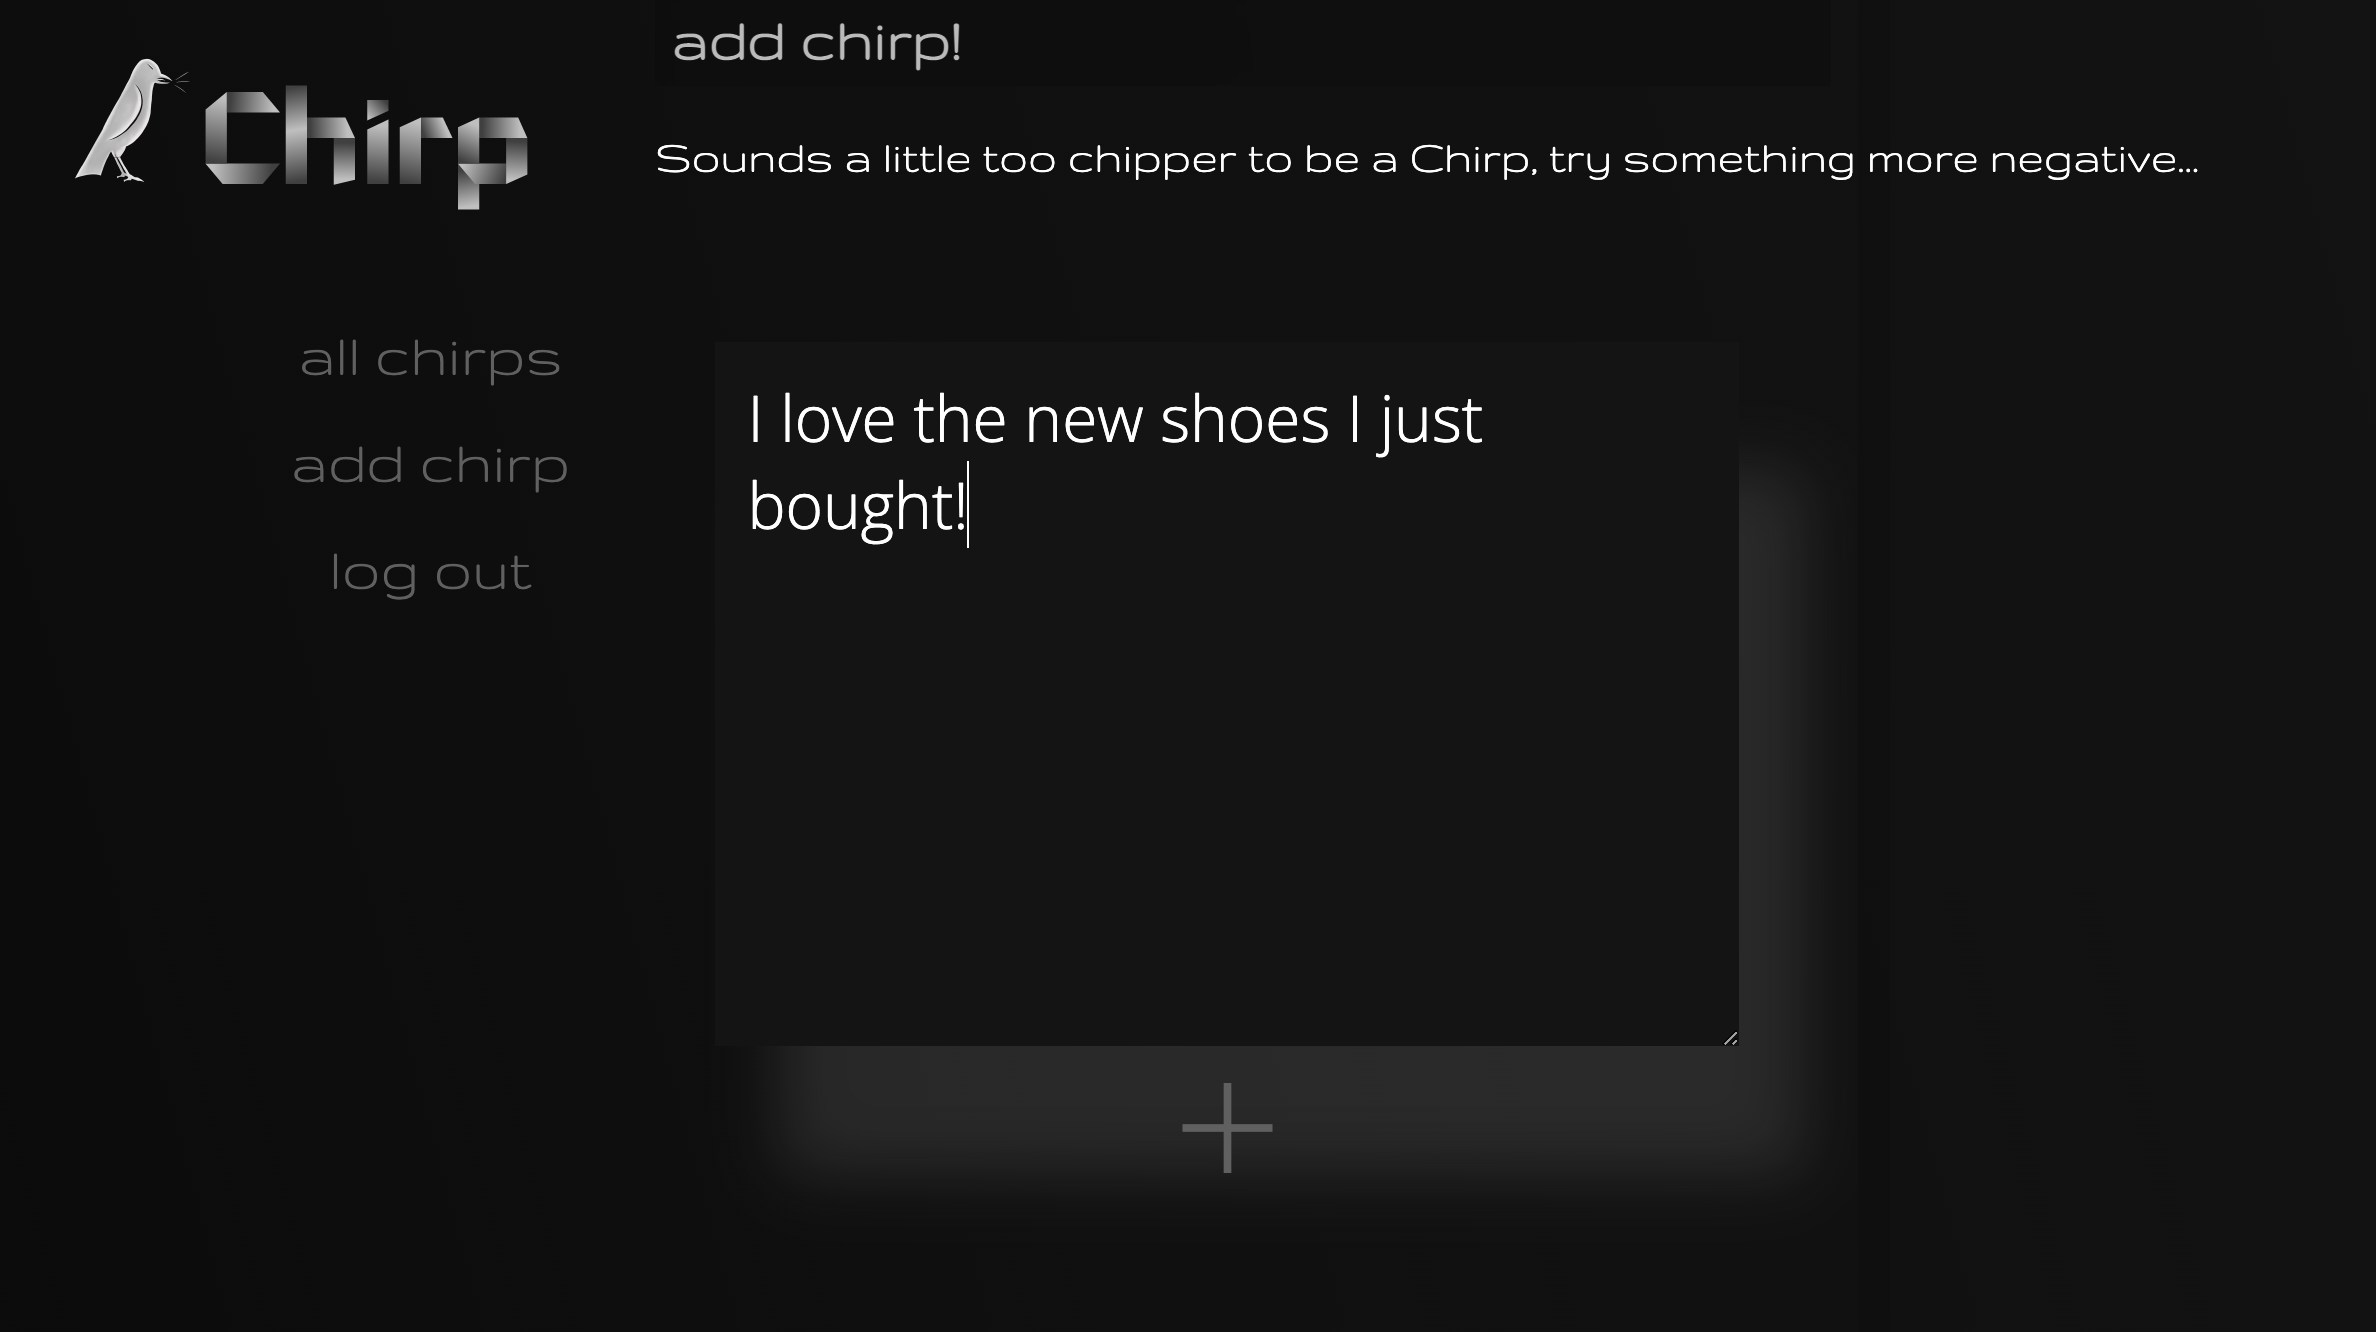 Chirp
add chirp!
Sounds a little too chipper to be a Chirp, try something more negative...
all chirps
add chirp
log out
I love the new shoes I just
bought!